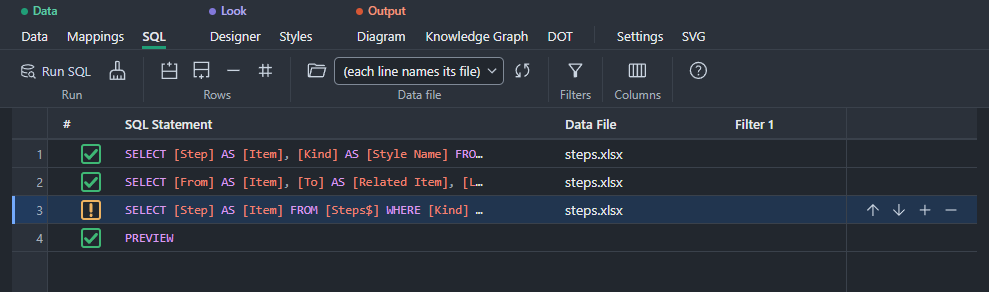 Data Look Output
Data Mappings SQL Designer Styles Diagram Knowledge Graph DOT Settings SVG
Run SQL (each line names its file)
Run Rows Data file Filters Columns
# SQL Statement Data File Filter 1
1 SELECT [Step] AS [Item], [Kind] AS [Style Name] FRO… steps.xlsx
2 SELECT [From] AS [Item], [To] AS [Related Item], [L… steps.xlsx
3 SELECT [Step] AS [Item] FROM [Steps$] WHERE [Kind] … steps.xlsx
4 PREVIEW